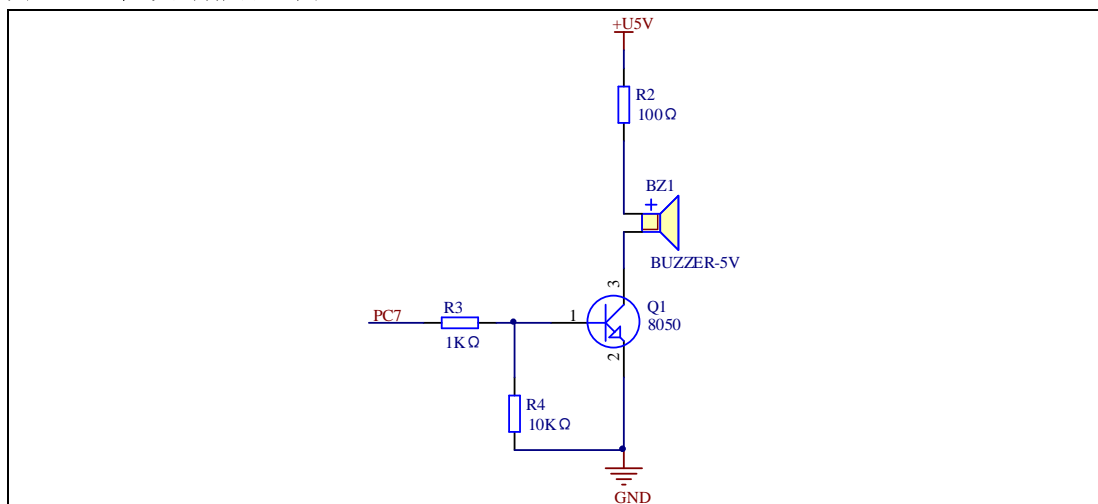 +U5V
R2
100Ω
BZ1
+
BUZZER-5V
3
Q1
8050
PC7
R3
1KΩ
1
2
R4
10KΩ
GND